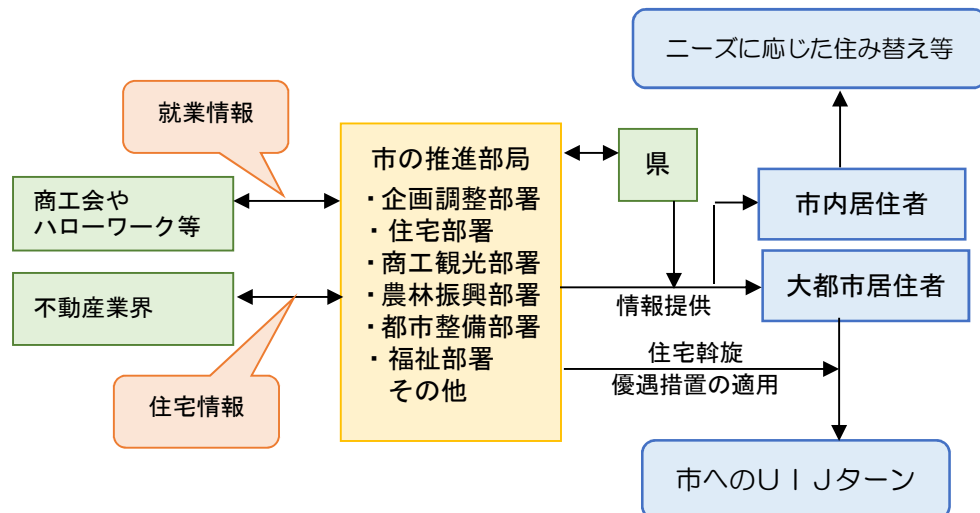 ニーズに応じた住み替え等
就業情報
市の推進部局
・企画調整部署
・住宅部署
・商工観光部署
・農林振興部署
・都市整備部署
・福祉部署
その他
県
商工会や
ハローワーク等
市内居住者
不動産業界
大都市居住者
情報提供
住宅斡旋
優遇措置の適用
住宅情報
市へのＵＩＪターン